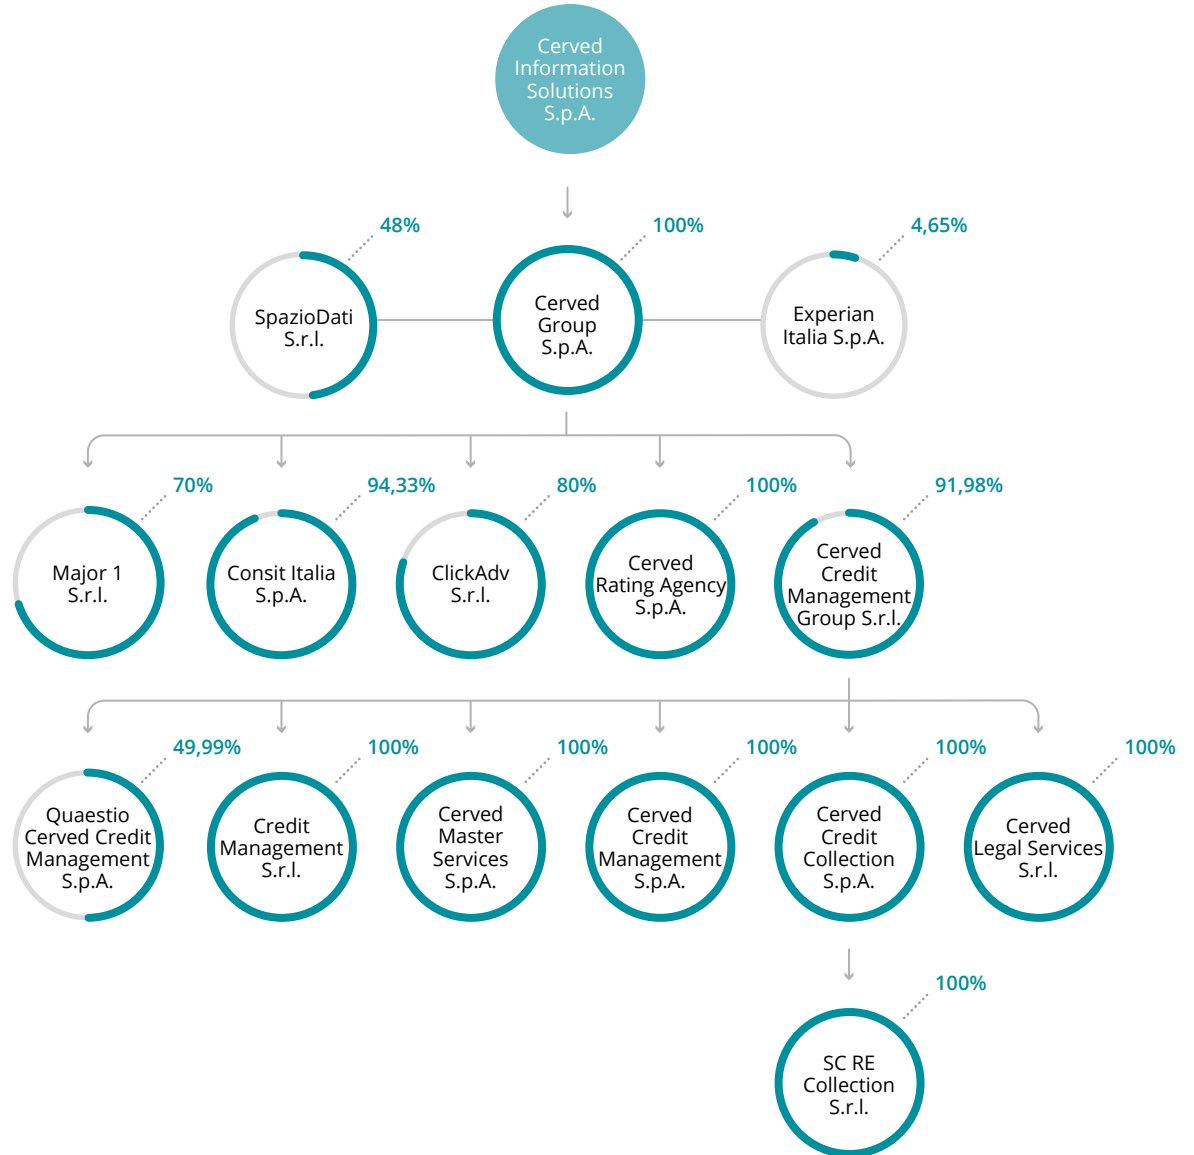 Cerved
Information
Solutions
S.p.A.
48%
100%
4,65%
SpazioDati
S.r.l.
Cerved
Group
S.p.A.
Experian
Italia S.p.A.
70%
94,33%
80%
100%
91,98%
Major 1
S.r.l.
Consit Italia
S.p.A.
ClickAdv
S.r.l.
Cerved
Rating Agency
S.p.A.
Cerved
Credit
Management
Group S.r.l.
49,99%
100%
100%
100%
100%
100%
Quaestio
Cerved Credit
Management
S.p.A.
Credit
Management
S.r.l.
Cerved
Master
Services
S.p.A.
Cerved
Credit
Management
S.p.A.
Cerved
Credit
Collection
S.p.A.
Cerved
Legal Services
S.r.l.
100%
SC RE
Collection
S.r.l.